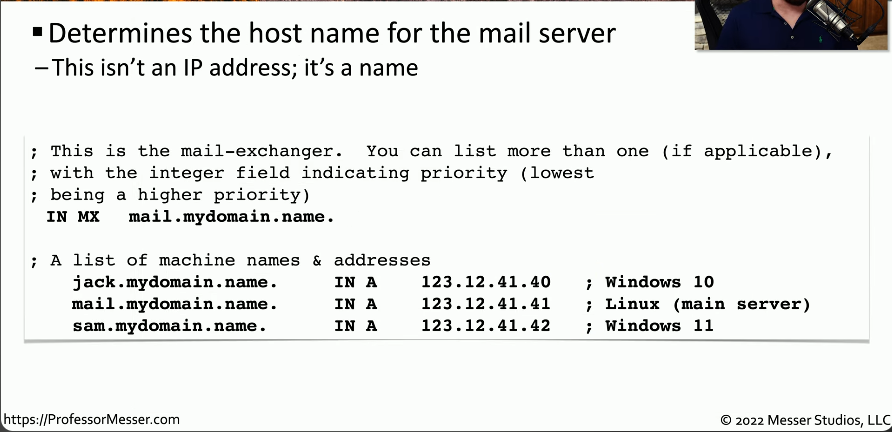 ▪ Determines the host name for the mail server
– This isn't an IP address; it's a name
; This is the mail-exchanger.  You can list more than one (if applicable),
; with the integer field indicating priority (lowest
; being a higher priority)
IN MX   mail.mydomain.name.
; A list of machine names & addresses
jack.mydomain.name.     IN A    123.12.41.40   ; Windows 10
mail.mydomain.name.     IN A    123.12.41.41   ; Linux (main server)
sam.mydomain.name.      IN A    123.12.41.42   ; Windows 11
https://ProfessorMesser.com
© 2022 Messer Studios, LLC